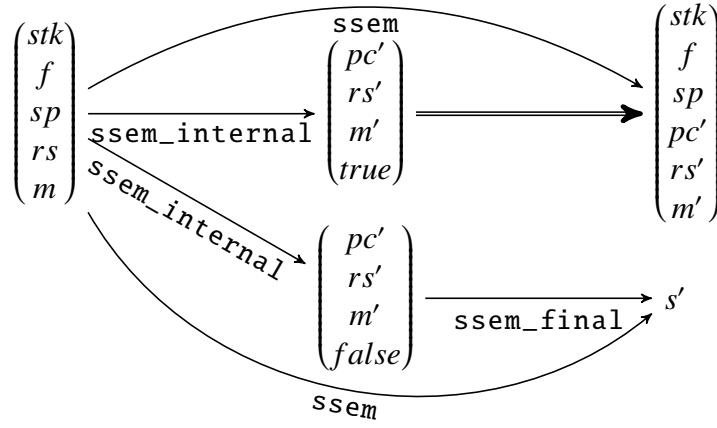 stk
f
sp
rs
m
ssem
pc′
rs′
m′
true
ssem_internal
stk
f
sp
pc′
rs′
m′
ssem_internal
pc′
rs′
m′
false
ssem_final
s′
ssem